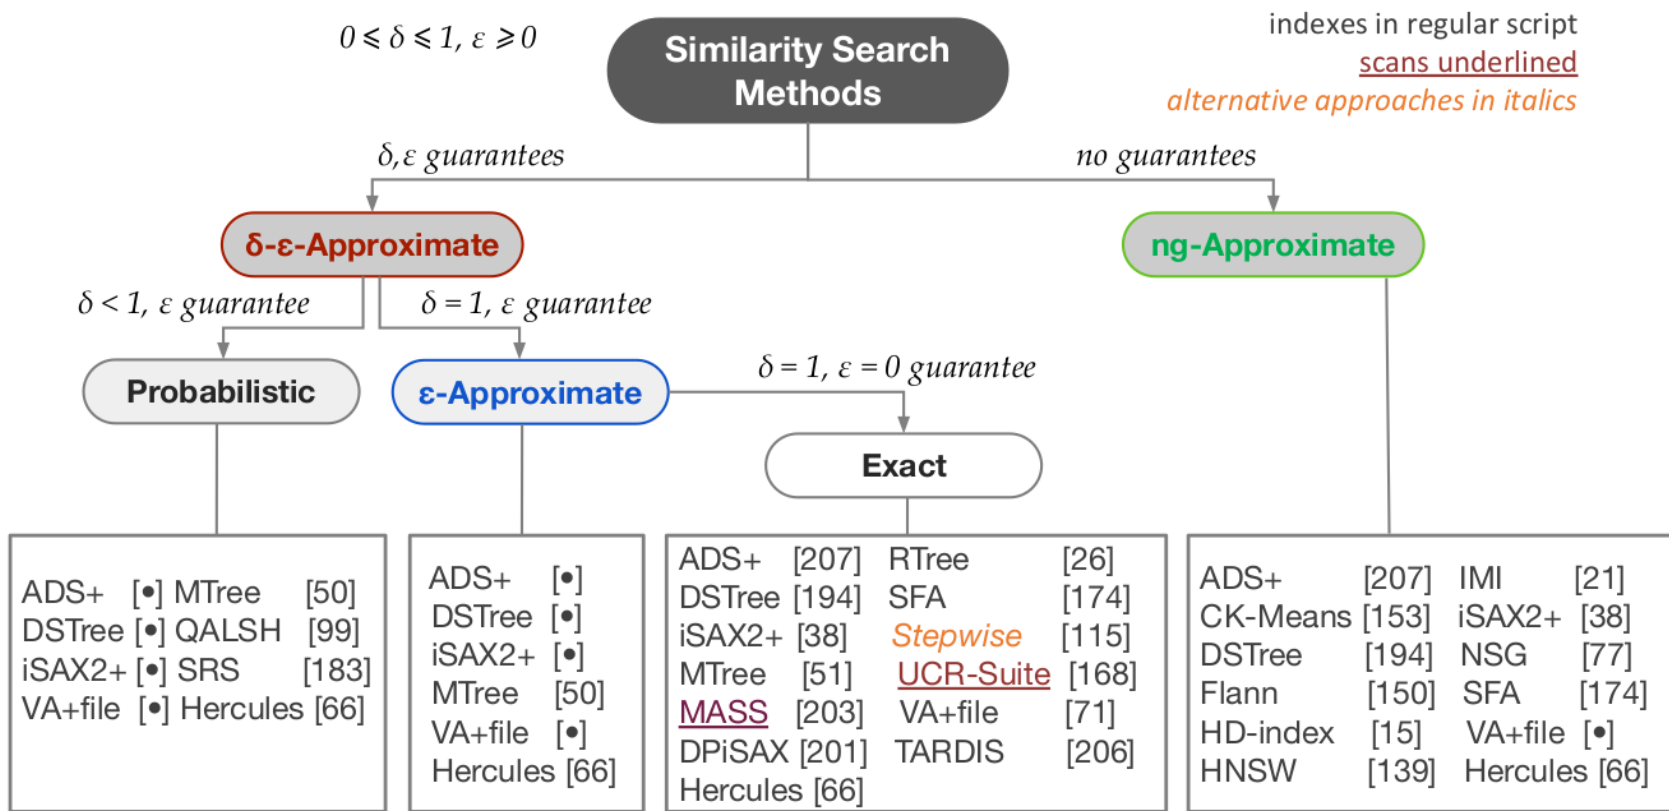 0 ⩽ δ ⩽ 1, ε ⩾ 0
Similarity Search
Methods
indexes in regular script
scans underlined
alternative approaches in italics
δ,ε guarantees
no guarantees
δ-ε-Approximate
ng-Approximate
δ < 1, ε guarantee
δ = 1, ε guarantee
Probabilistic
ε-Approximate
δ = 1, ε = 0 guarantee
Exact
ADS+ [•] MTree [50]
DSTree [•] QALSH [99]
iSAX2+ [•] SRS [183]
VA+file [•] Hercules [66]
ADS+ [•]
DSTree [•]
iSAX2+ [•]
MTree [50]
VA+file [•]
Hercules [66]
ADS+ [207] RTree [26]
DSTree [194] SFA [174]
iSAX2+ [38] Stepwise [115]
MTree [51] UCR-Suite [168]
MASS [203] VA+file [71]
DPiSAX [201] TARDIS [206]
Hercules [66]
ADS+ [207] IMI [21]
CK-Means [153] iSAX2+ [38]
DSTree [194] NSG [77]
Flann [150] SFA [174]
HD-index [15] VA+file [•]
HNSW [139] Hercules [66]